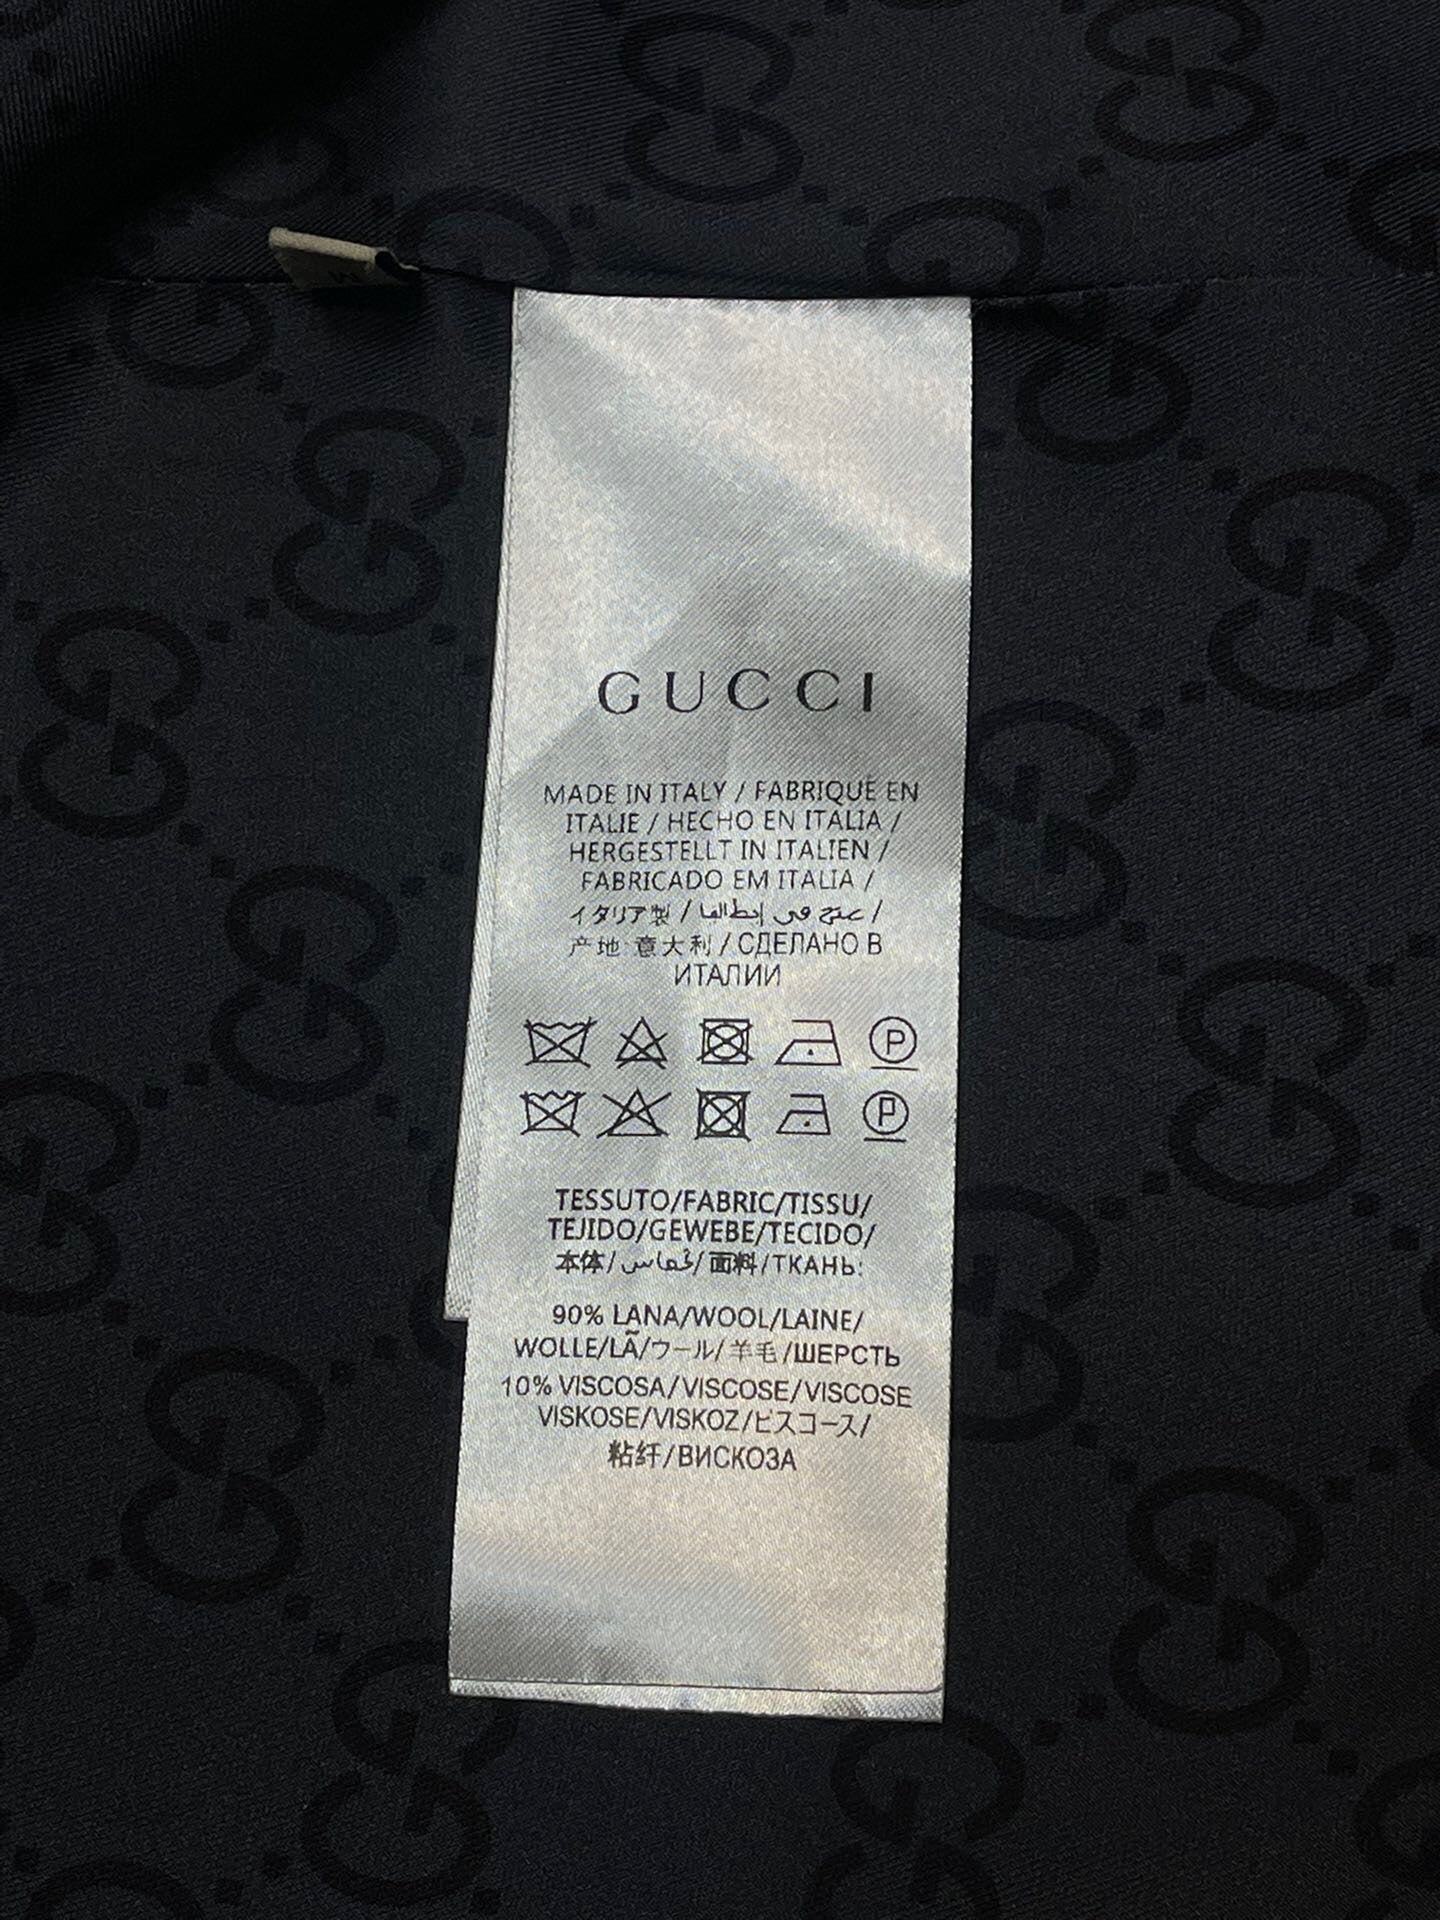 GUCCI
MADE IN ITALY / FABRIQUÉ EN
ITALIE / HECHO EN ITALIA /
HERGESTELLT IN ITALIEN /
FABRICADO EM ITALIA /
イタリア製 / في إيطاليا /
产地 意大利 / СДЕЛАНО В
ИТАЛИИ
P
P
TESSUTO/FABRIC/TISSU/
TEJIDO/GEWEBE/TECIDO/
本体/ /面料/ТКАНЬ:
90% LANA/WOOL/LAINE/
WOLLE/LÃ/ウール/羊毛/ШЕРСТЬ
10% VISCOSA/VISCOSE/VISCOSE
VISKOSE/VISKOZ/ビスコース/
粘纤/ВИСКОЗА